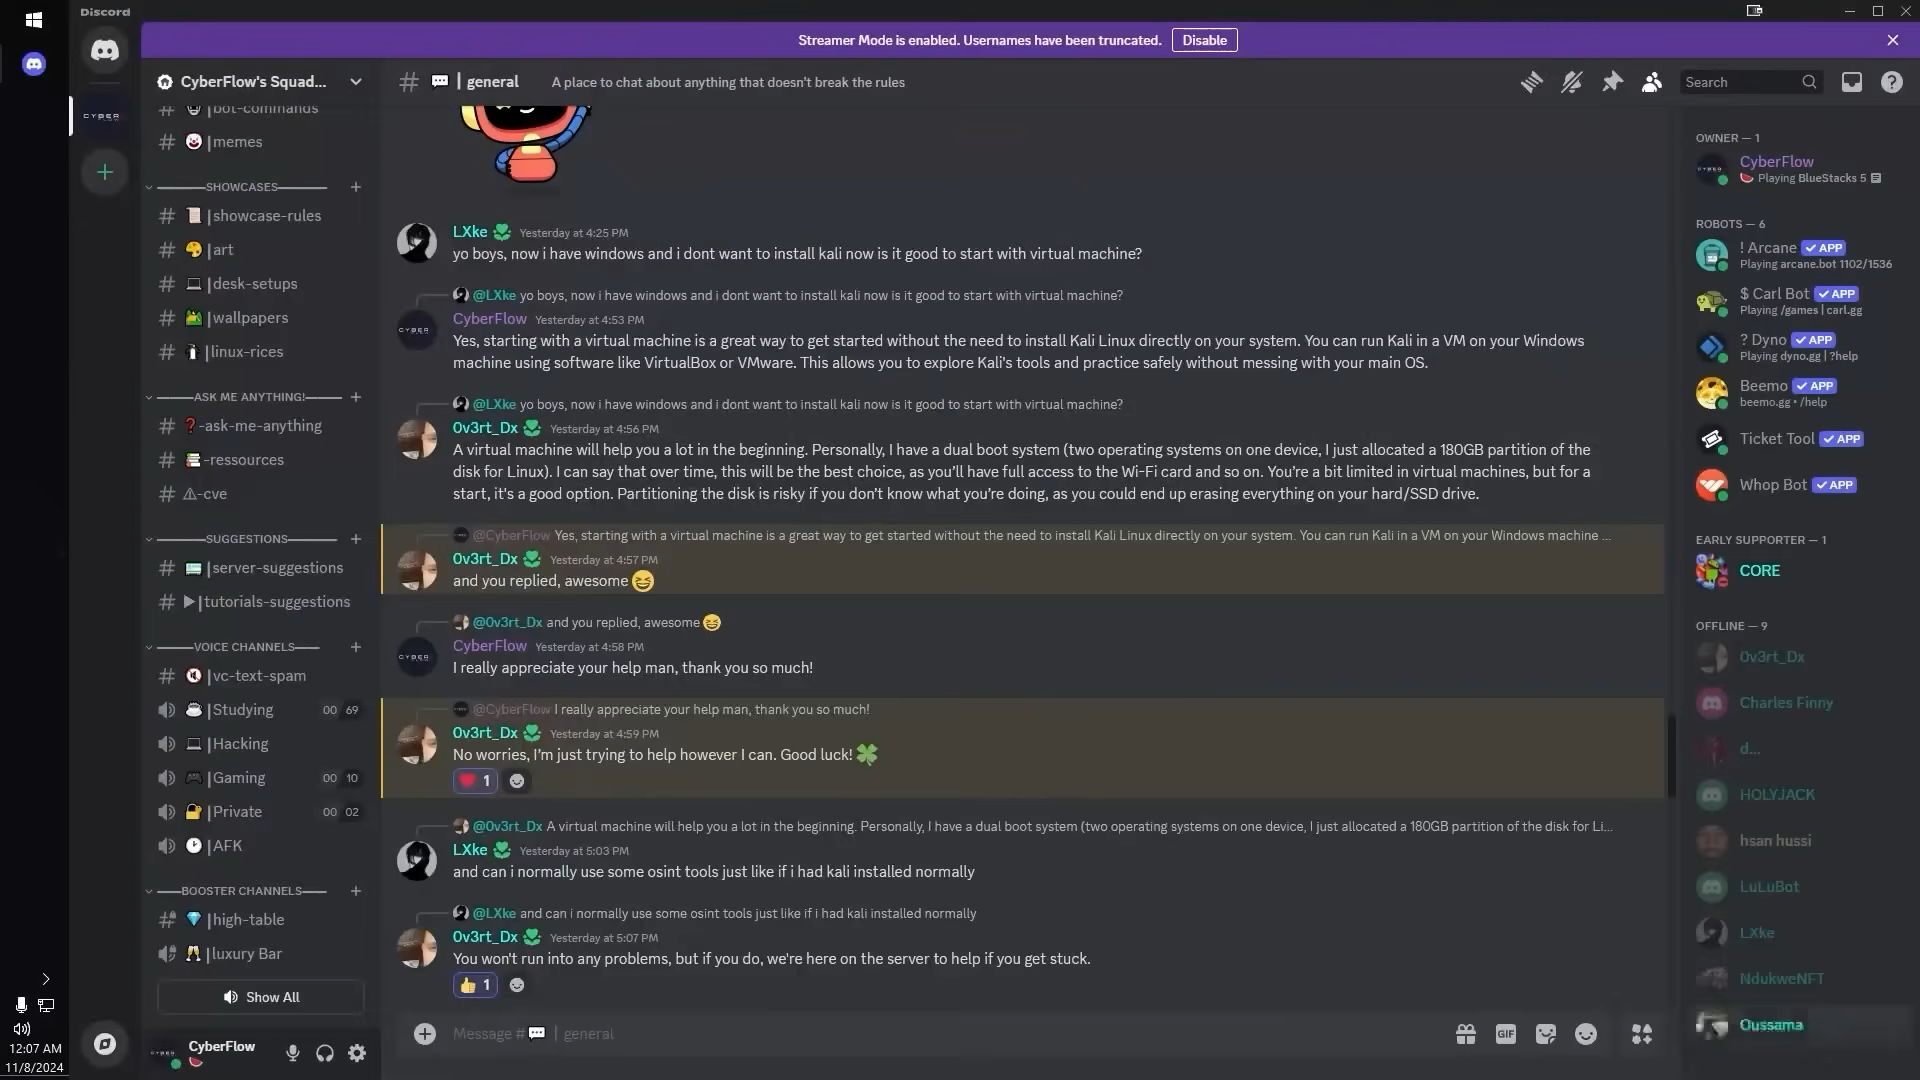 Discord
Streamer Mode is enabled. Usernames have been truncated. Disable
CyberFlow's Squad...
bot-commands
|memes
SHOWCASES
|showcase-rules
|art
|desk-setups
|wallpapers
|linux-rices
ASK ME ANYTHING!
-ask-me-anything
-ressources
-cve
SUGGESTIONS
|server-suggestions
|tutorials-suggestions
VOICE CHANNELS
|vc-text-spam
|Studying 00 69
|Hacking
|Gaming 00 10
|Private 00 02
|AFK
BOOSTER CHANNELS
|high-table
|luxury Bar
Show All
CyberFlow
12:07 AM
11/8/2024
CYBER
# | general A place to chat about anything that doesn't break the rules
Search
LXke Yesterday at 4:25 PM
yo boys, now i have windows and i dont want to install kali now is it good to start with virtual machine?
@LXke yo boys, now i have windows and i dont want to install kali now is it good to start with virtual machine?
CyberFlow Yesterday at 4:53 PM
Yes, starting with a virtual machine is a great way to get started without the need to install Kali Linux directly on your system. You can run Kali in a VM on your Windows
machine using software like VirtualBox or VMware. This allows you to explore Kali's tools and practice safely without messing with your main OS.
@LXke yo boys, now i have windows and i dont want to install kali now is it good to start with virtual machine?
0v3rt_Dx Yesterday at 4:56 PM
A virtual machine will help you a lot in the beginning. Personally, I have a dual boot system (two operating systems on one device, I just allocated a 180GB partition of the
disk for Linux). I can say that over time, this will be the best choice, as you'll have full access to the Wi-Fi card and so on. You're a bit limited in virtual machines, but for a
start, it's a good option. Partitioning the disk is risky if you don't know what you're doing, as you could end up erasing everything on your hard/SSD drive.
@CyberFlow Yes, starting with a virtual machine is a great way to get started without the need to install Kali Linux directly on your system. You can run Kali in a VM on your Windows machine ...
0v3rt_Dx Yesterday at 4:57 PM
and you replied, awesome 😆
@0v3rt_Dx and you replied, awesome 😆
CyberFlow Yesterday at 4:58 PM
I really appreciate your help man, thank you so much!
@CyberFlow I really appreciate your help man, thank you so much!
0v3rt_Dx Yesterday at 4:59 PM
No worries, I'm just trying to help however I can. Good luck! 🍀
1
@0v3rt_Dx A virtual machine will help you a lot in the beginning. Personally, I have a dual boot system (two operating systems on one device, I just allocated a 180GB partition of the disk for Li...
LXke Yesterday at 5:03 PM
and can i normally use some osint tools just like if i had kali installed normally
@LXke and can i normally use some osint tools just like if i had kali installed normally
0v3rt_Dx Yesterday at 5:07 PM
You won't run into any problems, but if you do, we're here on the server to help if you get stuck.
1
Message # | general
GIF
OWNER — 1
CyberFlow
Playing BlueStacks 5
ROBOTS — 6
! Arcane APP
Playing arcane.bot 1102/1536
$ Carl Bot APP
Playing /games | carl.gg
? Dyno APP
Playing dyno.gg | ?help
Beemo APP
beemo.gg • /help
Ticket Tool APP
Whop Bot APP
EARLY SUPPORTER — 1
CORE
OFFLINE — 9
0v3rt_Dx
Charles Finny
d...
HOLYJACK
hsan hussi
LuLuBot
LXke
NdukweNFT
Oussama